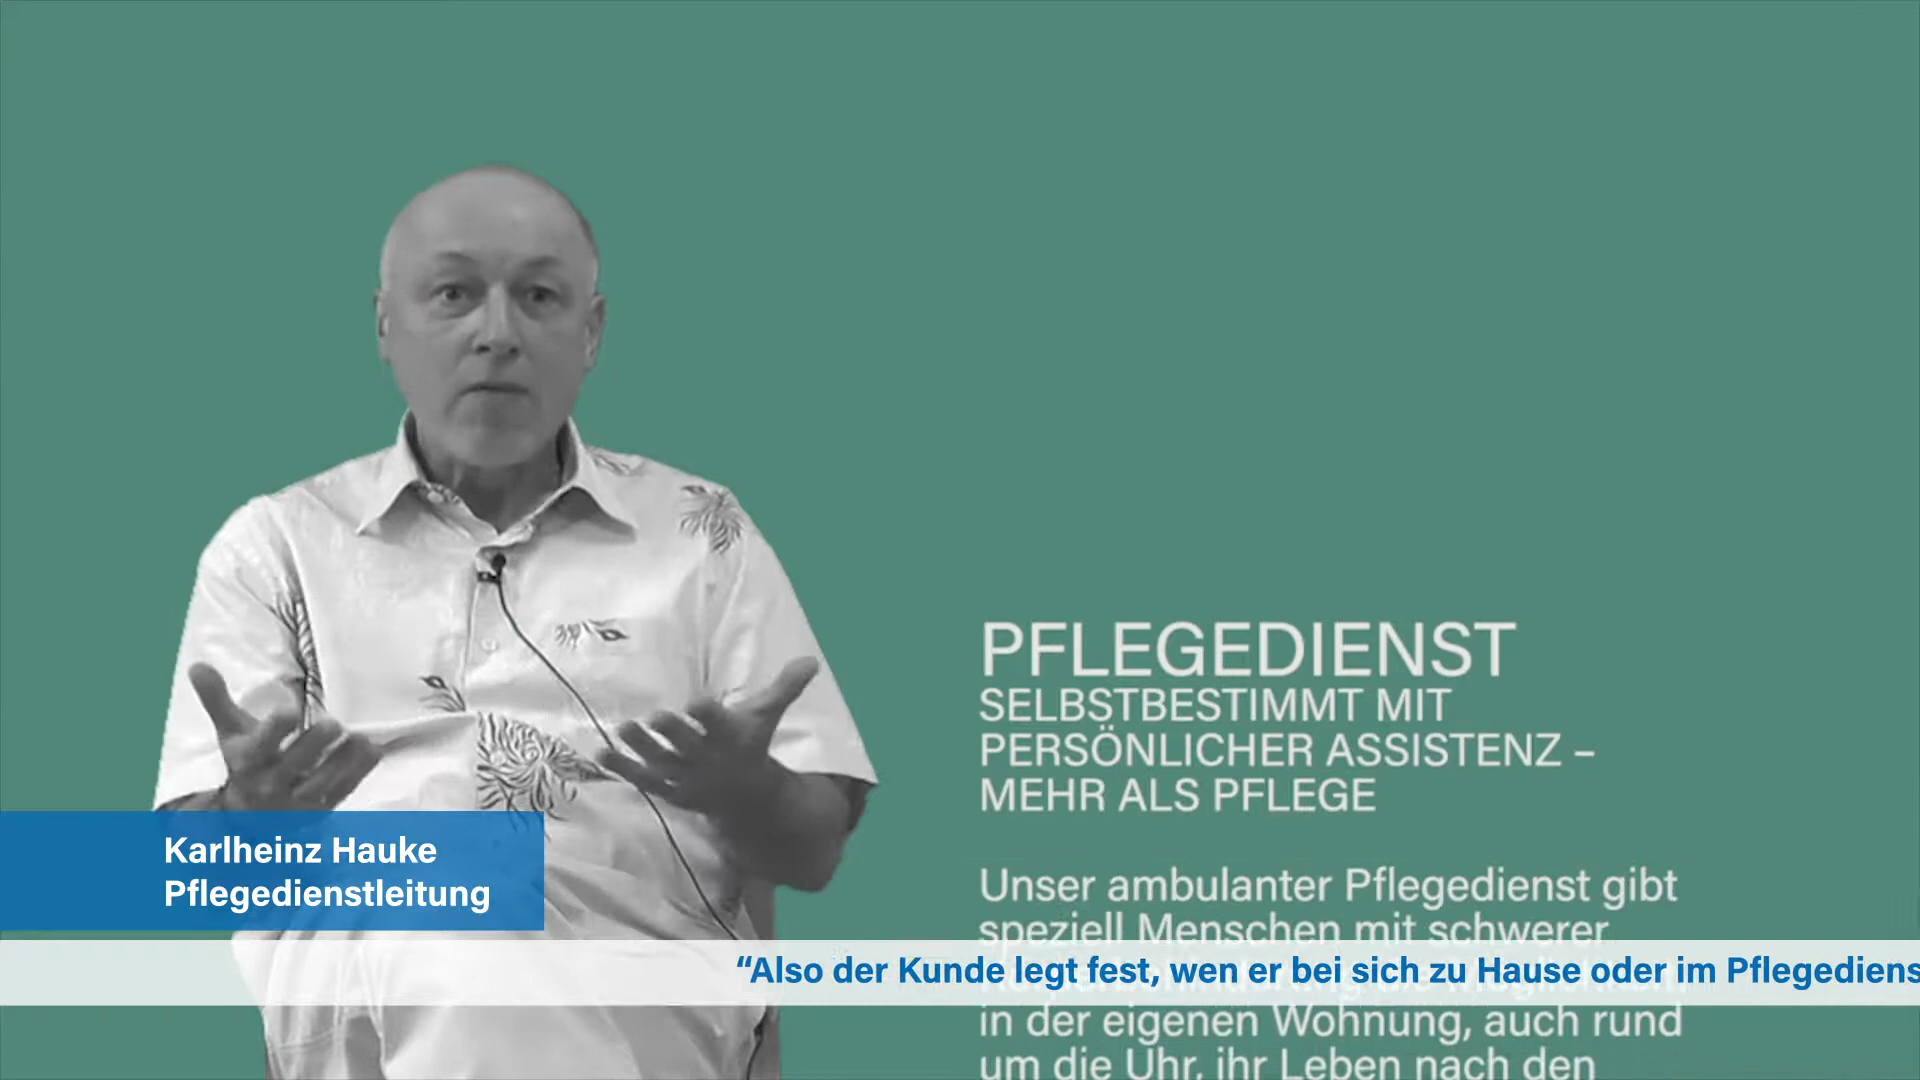 PFLEGEDIENST
SELBSTBESTIMMT MIT
PERSÖNLICHER ASSISTENZ –
MEHR ALS PFLEGE
Unser ambulanter Pflegedienst gibt
speziell Menschen mit schwerer
in der eigenen Wohnung, auch rund
um die Uhr, ihr Leben nach den
Karlheinz Hauke
Pflegedienstleitung
“Also der Kunde legt fest, wen er bei sich zu Hause oder im Pflegediens